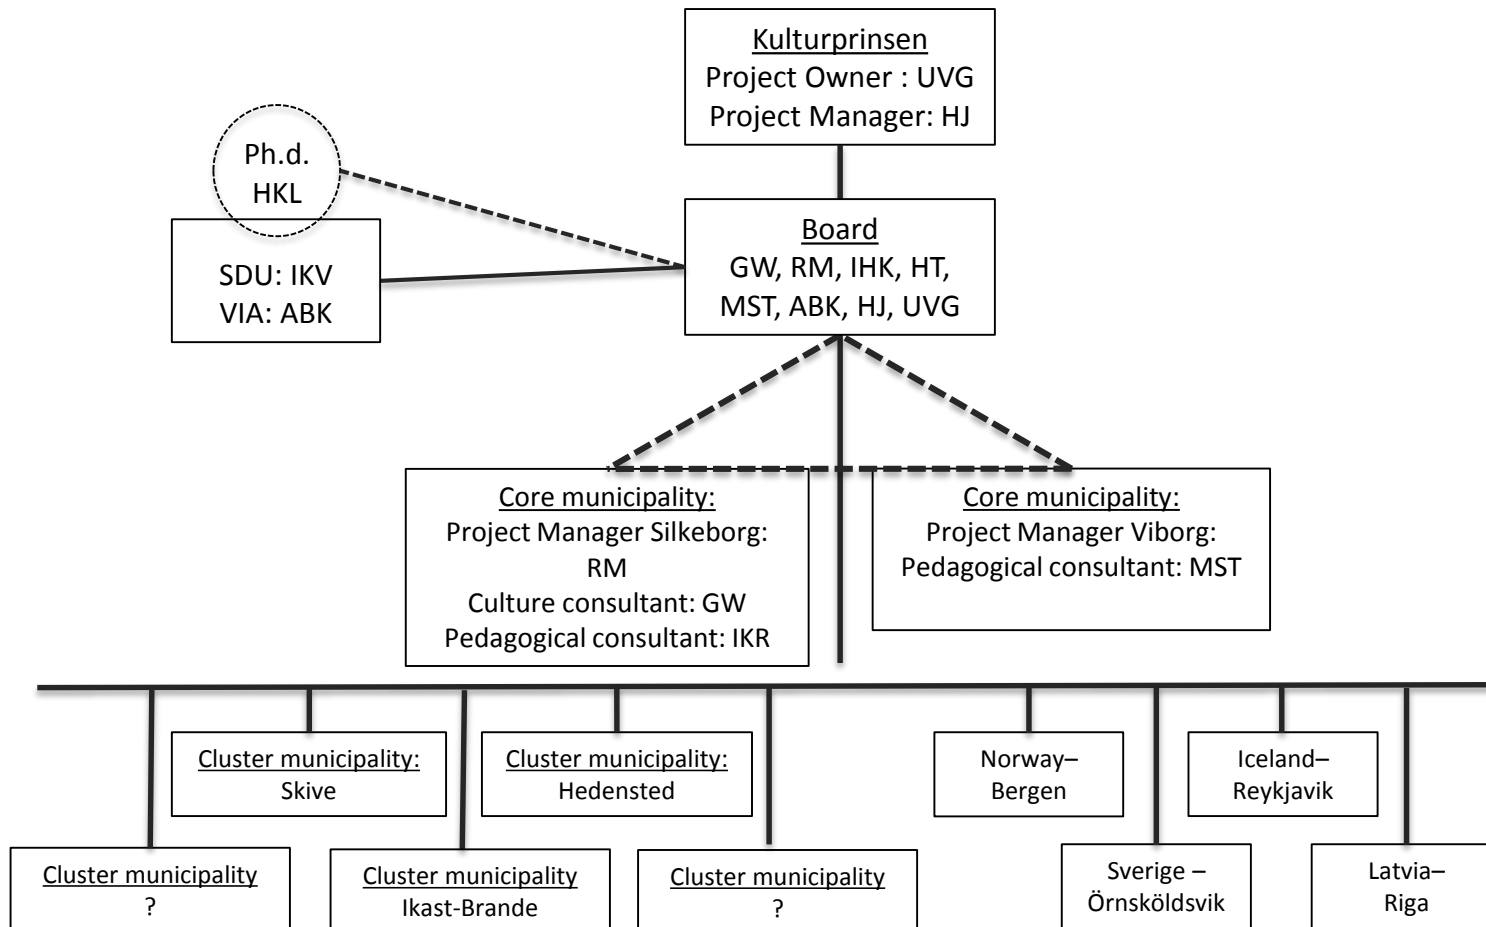 Kulturprinsen
Project Owner : UVG
Project Manager: HJ
Ph.d.
HKL
SDU: IKV
VIA: ABK
Board
GW, RM, IHK, HT,
MST, ABK, HJ, UVG
Core municipality:
Project Manager Silkeborg:
RM
Culture consultant: GW
Pedagogical consultant: IKR
Core municipality:
Project Manager Viborg:
Pedagogical consultant: MST
Cluster municipality:
Skive
Cluster municipality:
Hedensted
Norway–
Bergen
Iceland–
Reykjavik
Cluster municipality
?
Cluster municipality
Ikast-Brande
Cluster municipality
?
Sverige –
Örnsköldsvik
Latvia–
Riga